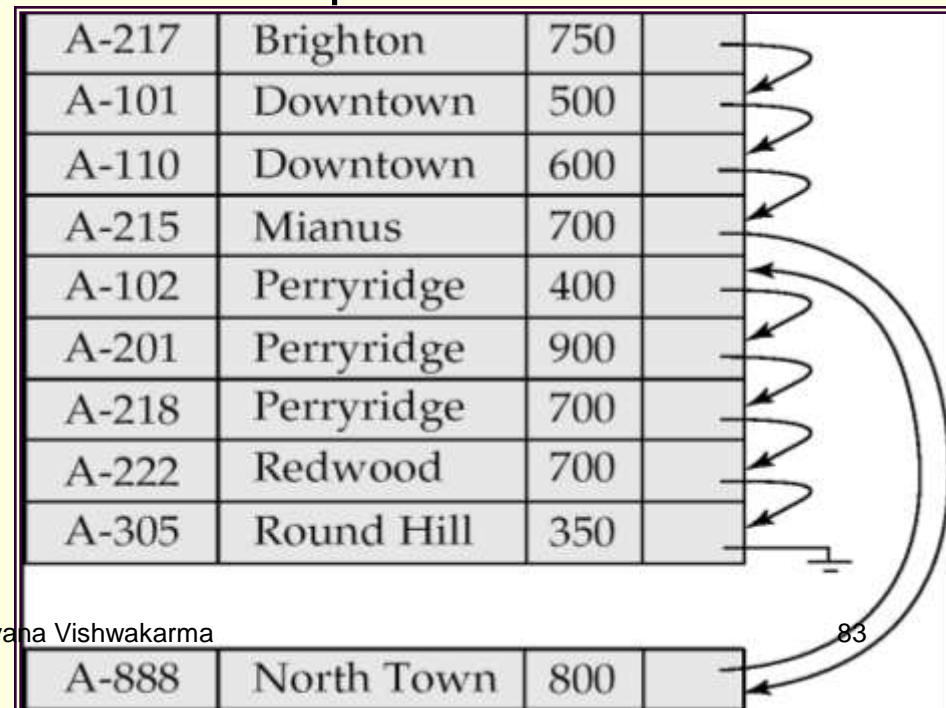 A-217 Brighton 750
A-101 Downtown 500
A-110 Downtown 600
A-215 Mianus 700
A-102 Perryridge 400
A-201 Perryridge 900
A-218 Perryridge 700
A-222 Redwood 700
A-305 Round Hill 350
Vishwakarma 83
A-888 North Town 800